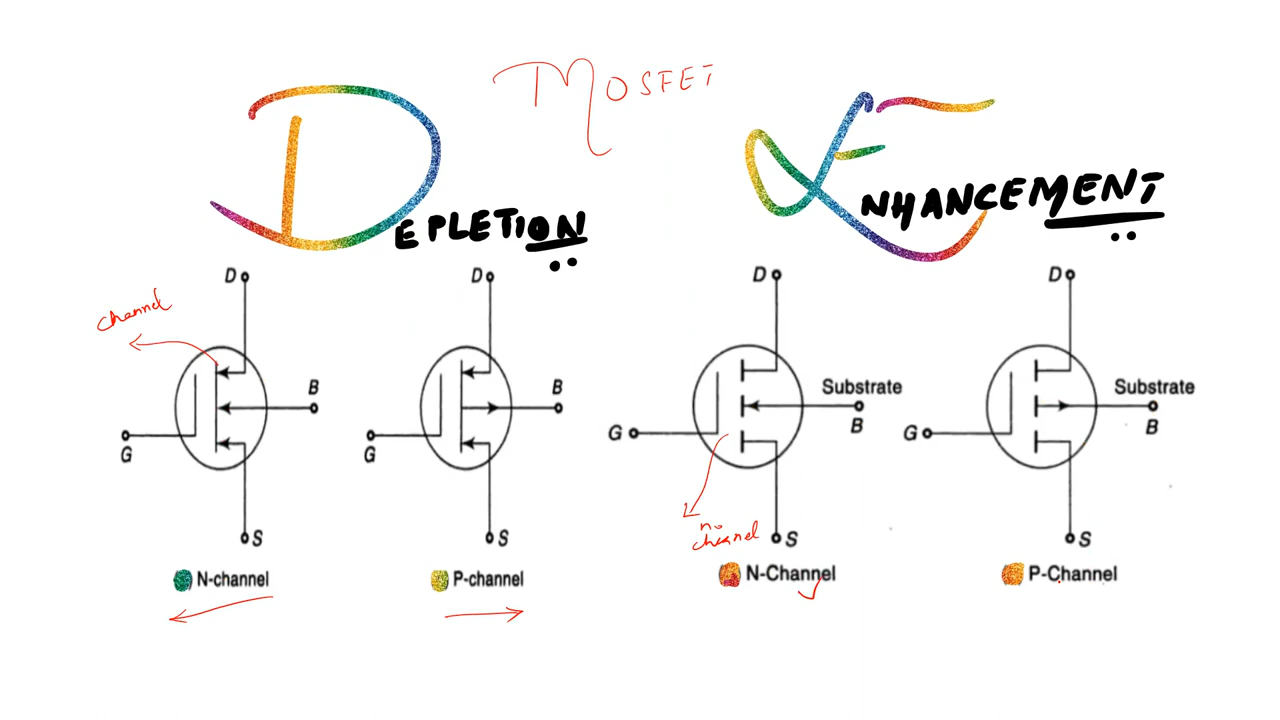 MOSFET
DEPLETION
ENHANCEMENT
D
D
D
D
channel
B
B
Substrate
B
Substrate
B
G
G
G
G
no
channel
S
S
S
S
N-channel
P-channel
N-Channel
P-Channel